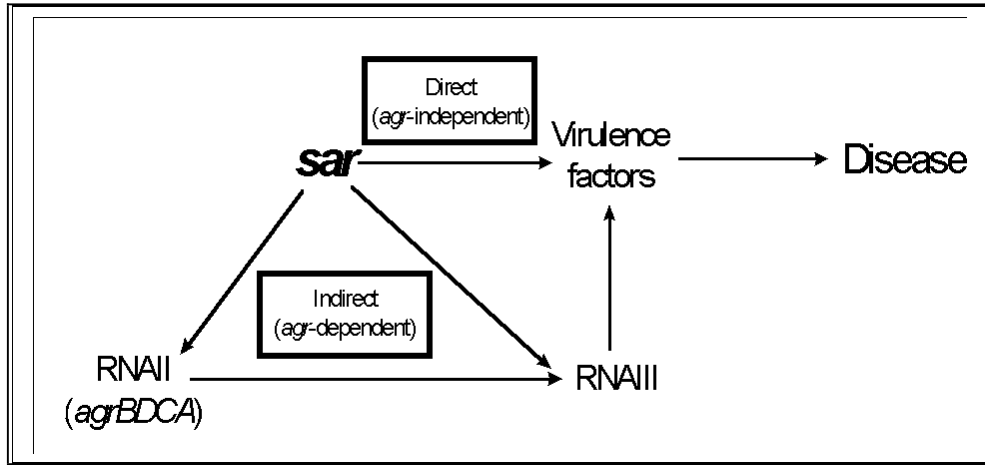 Direct
(agr-independent)
sar
Virulence
factors
Disease
Indirect
(agr-dependent)
RNAII
(agrBDCA)
RNAIII